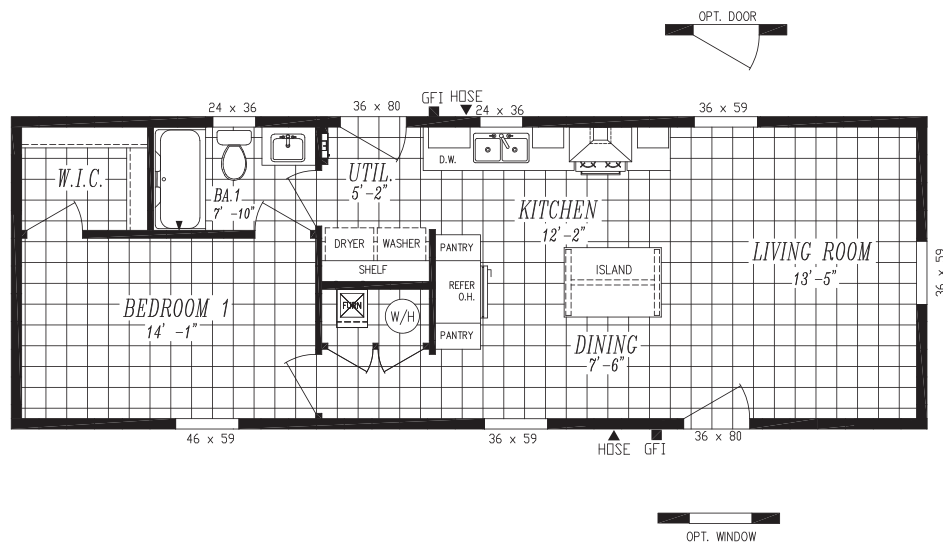 OPT. DOOR
24 x 36
36 x 80
GFI HOSE
24 x 36
36 x 59
D.W.
W.I.C.
BA.1
7' -10"
UTIL.
5'-2"
KITCHEN
12'-2"
DRYER
WASHER
SHELF
PANTRY
REFER
O.H.
PANTRY
ISLAND
LIVING ROOM
13'-5"
36 x 59
BEDROOM 1
14' -1"
FURN
W/H
DINING
7'-6"
46 x 59
36 x 59
HOSE GFI
36 x 80
OPT. WINDOW